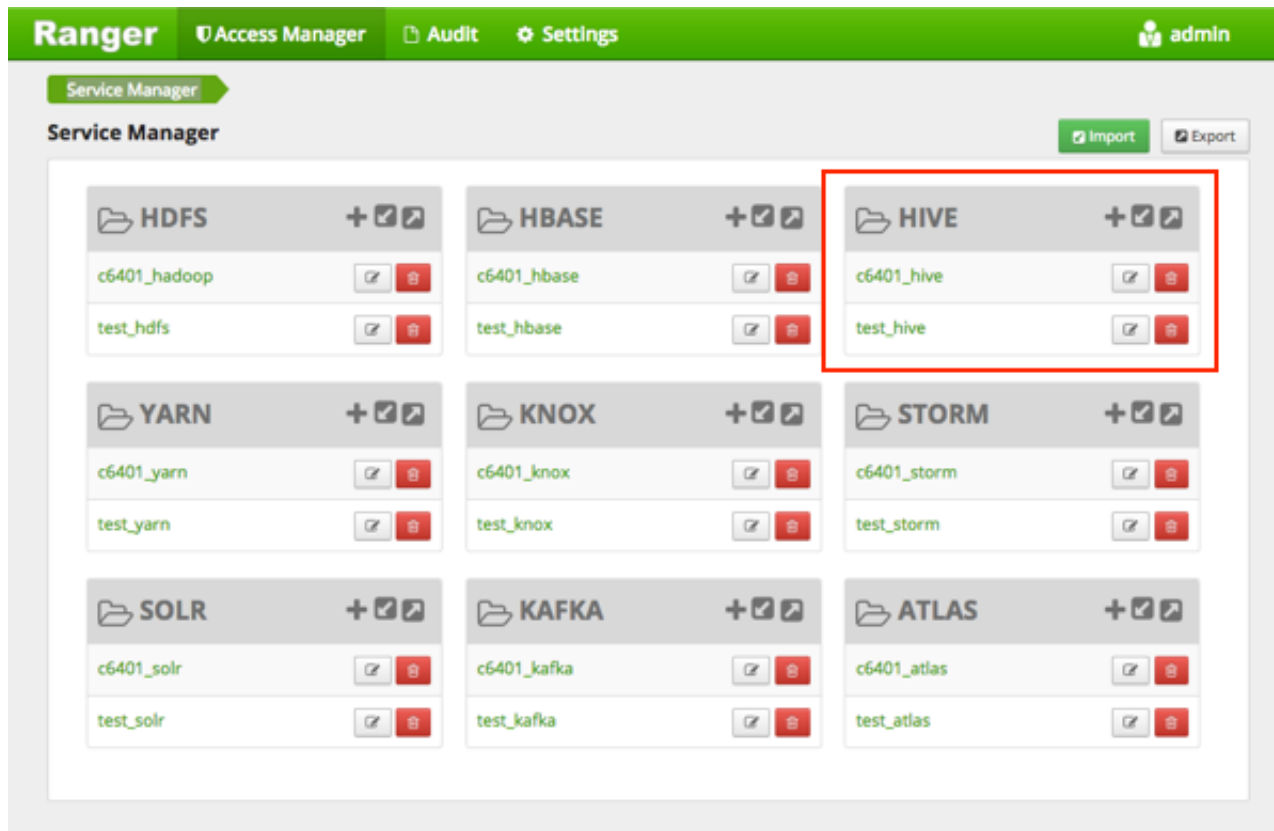 Ranger Access Manager Audit Settings admin
Service Manager
Service Manager Import Export
HDFS HBASE HIVE
c6401_hadoop c6401_hbase c6401_hive
test_hdfs test_hbase test_hive
YARN KNOX STORM
c6401_yarn c6401_knox c6401_storm
test_yarn test_knox test_storm
SOLR KAFKA ATLAS
c6401_solr c6401_kafka c6401_atlas
test_solr test_kafka test_atlas